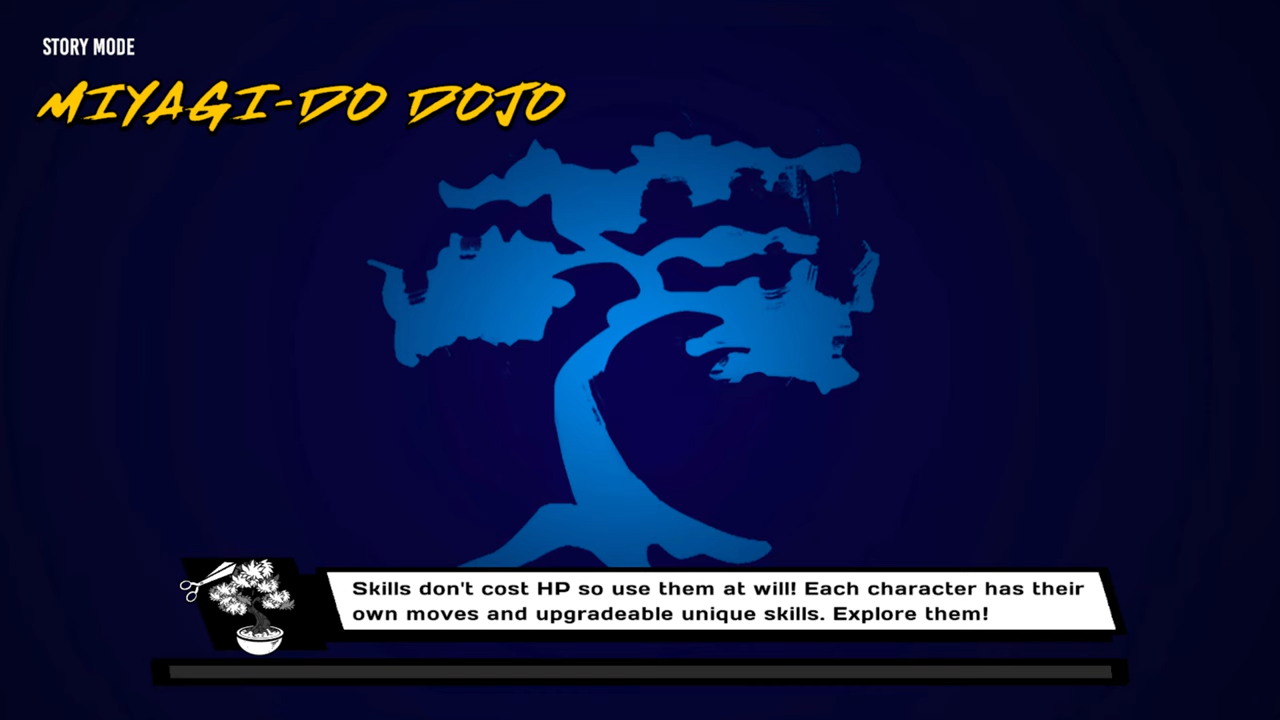 STORY MODE
MIYAGI-DO DOJO
Skills don't cost HP so use them at will! Each character has their
own moves and upgradeable unique skills. Explore them!